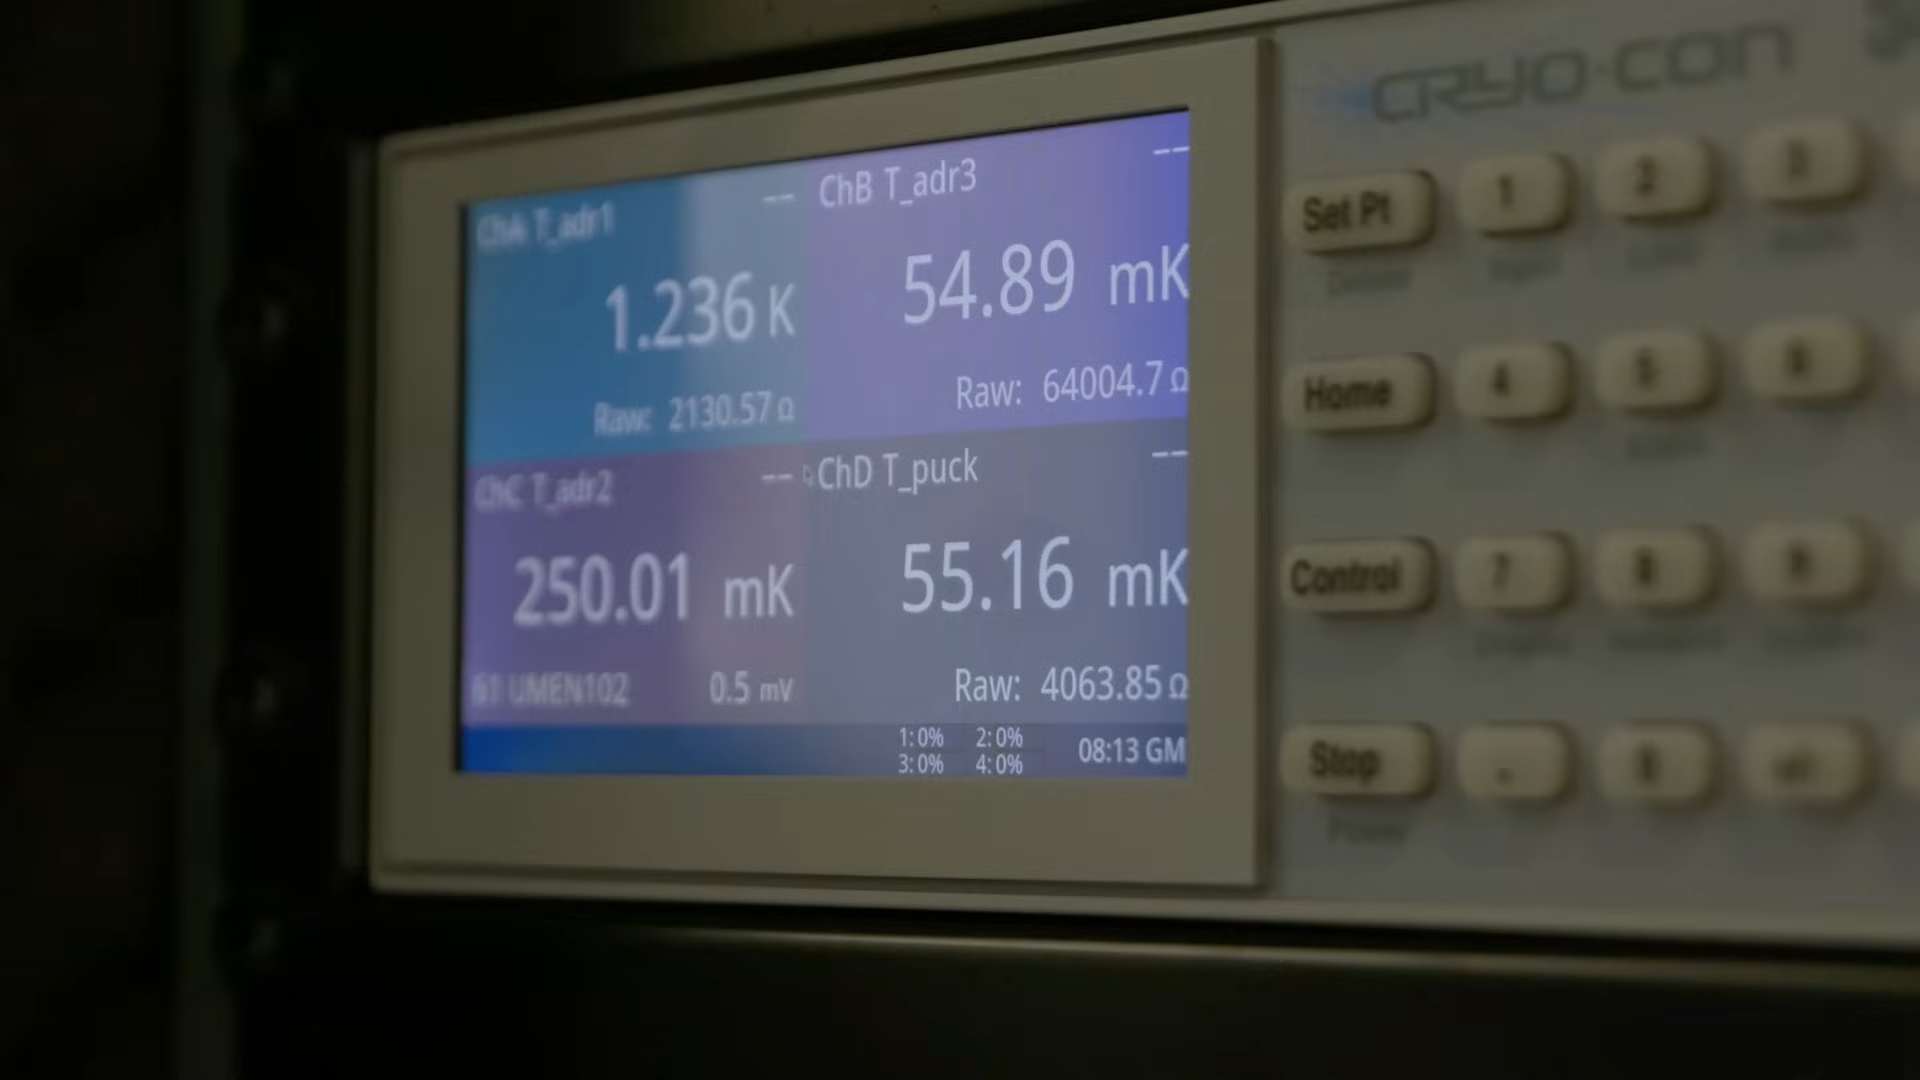 CRYO·CON
ChA T_adr1 --
1.236 K
Raw: 2130.57 Ω
ChB T_adr3 --
54.89 mK
Raw: 64004.7 Ω
ChC T_adr2 --
250.01 mK
UMEN102 0.5 mV
ChD T_puck --
55.16 mK
Raw: 4063.85 Ω
1: 0% 2: 0%
3: 0% 4: 0%
08:13 GM
Set Pt 1 2 3
Home 4 5 6
Control 7 8 9
Stop . 0
Power